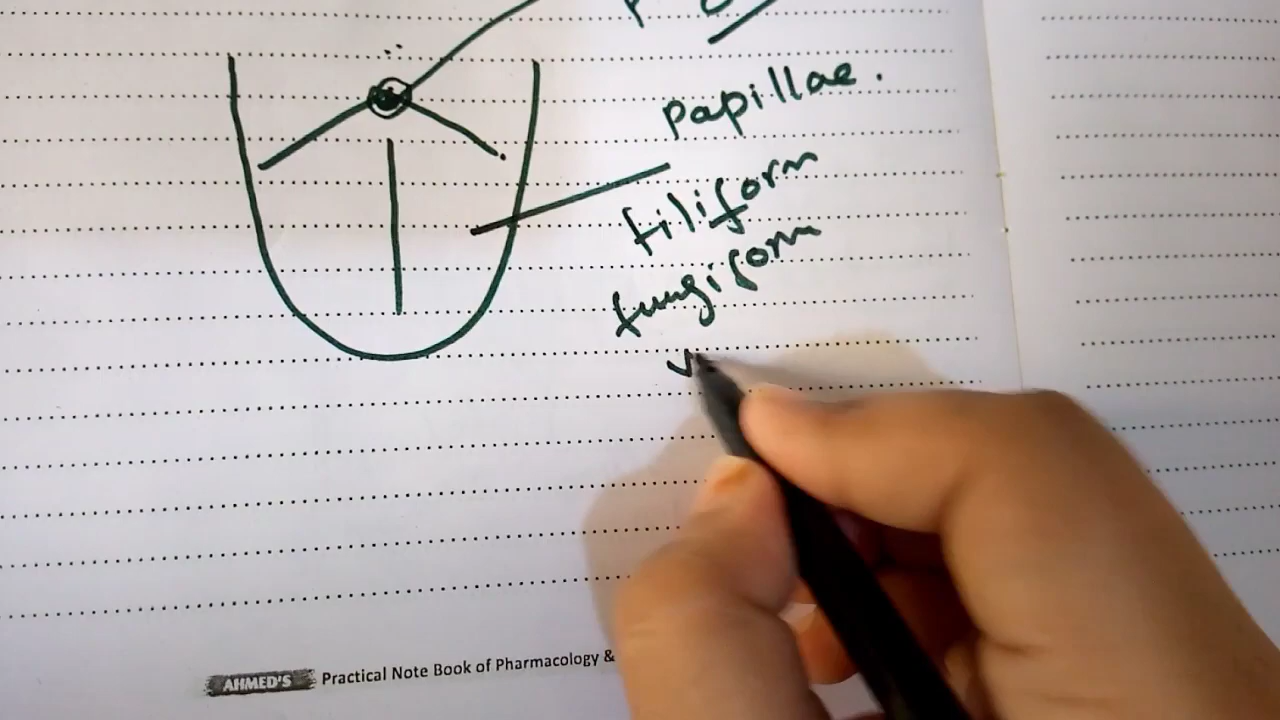 Papillae.
filiform
fungiform
v
AHMED'S Practical Note Book of Pharmacology &